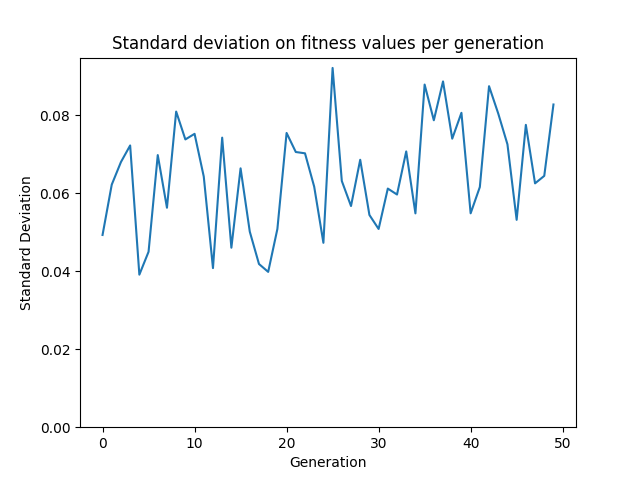 Standard deviation on fitness values per generation
Standard Deviation
0.08
0.06
0.04
0.02
0.00
0 10 20 30 40 50
Generation